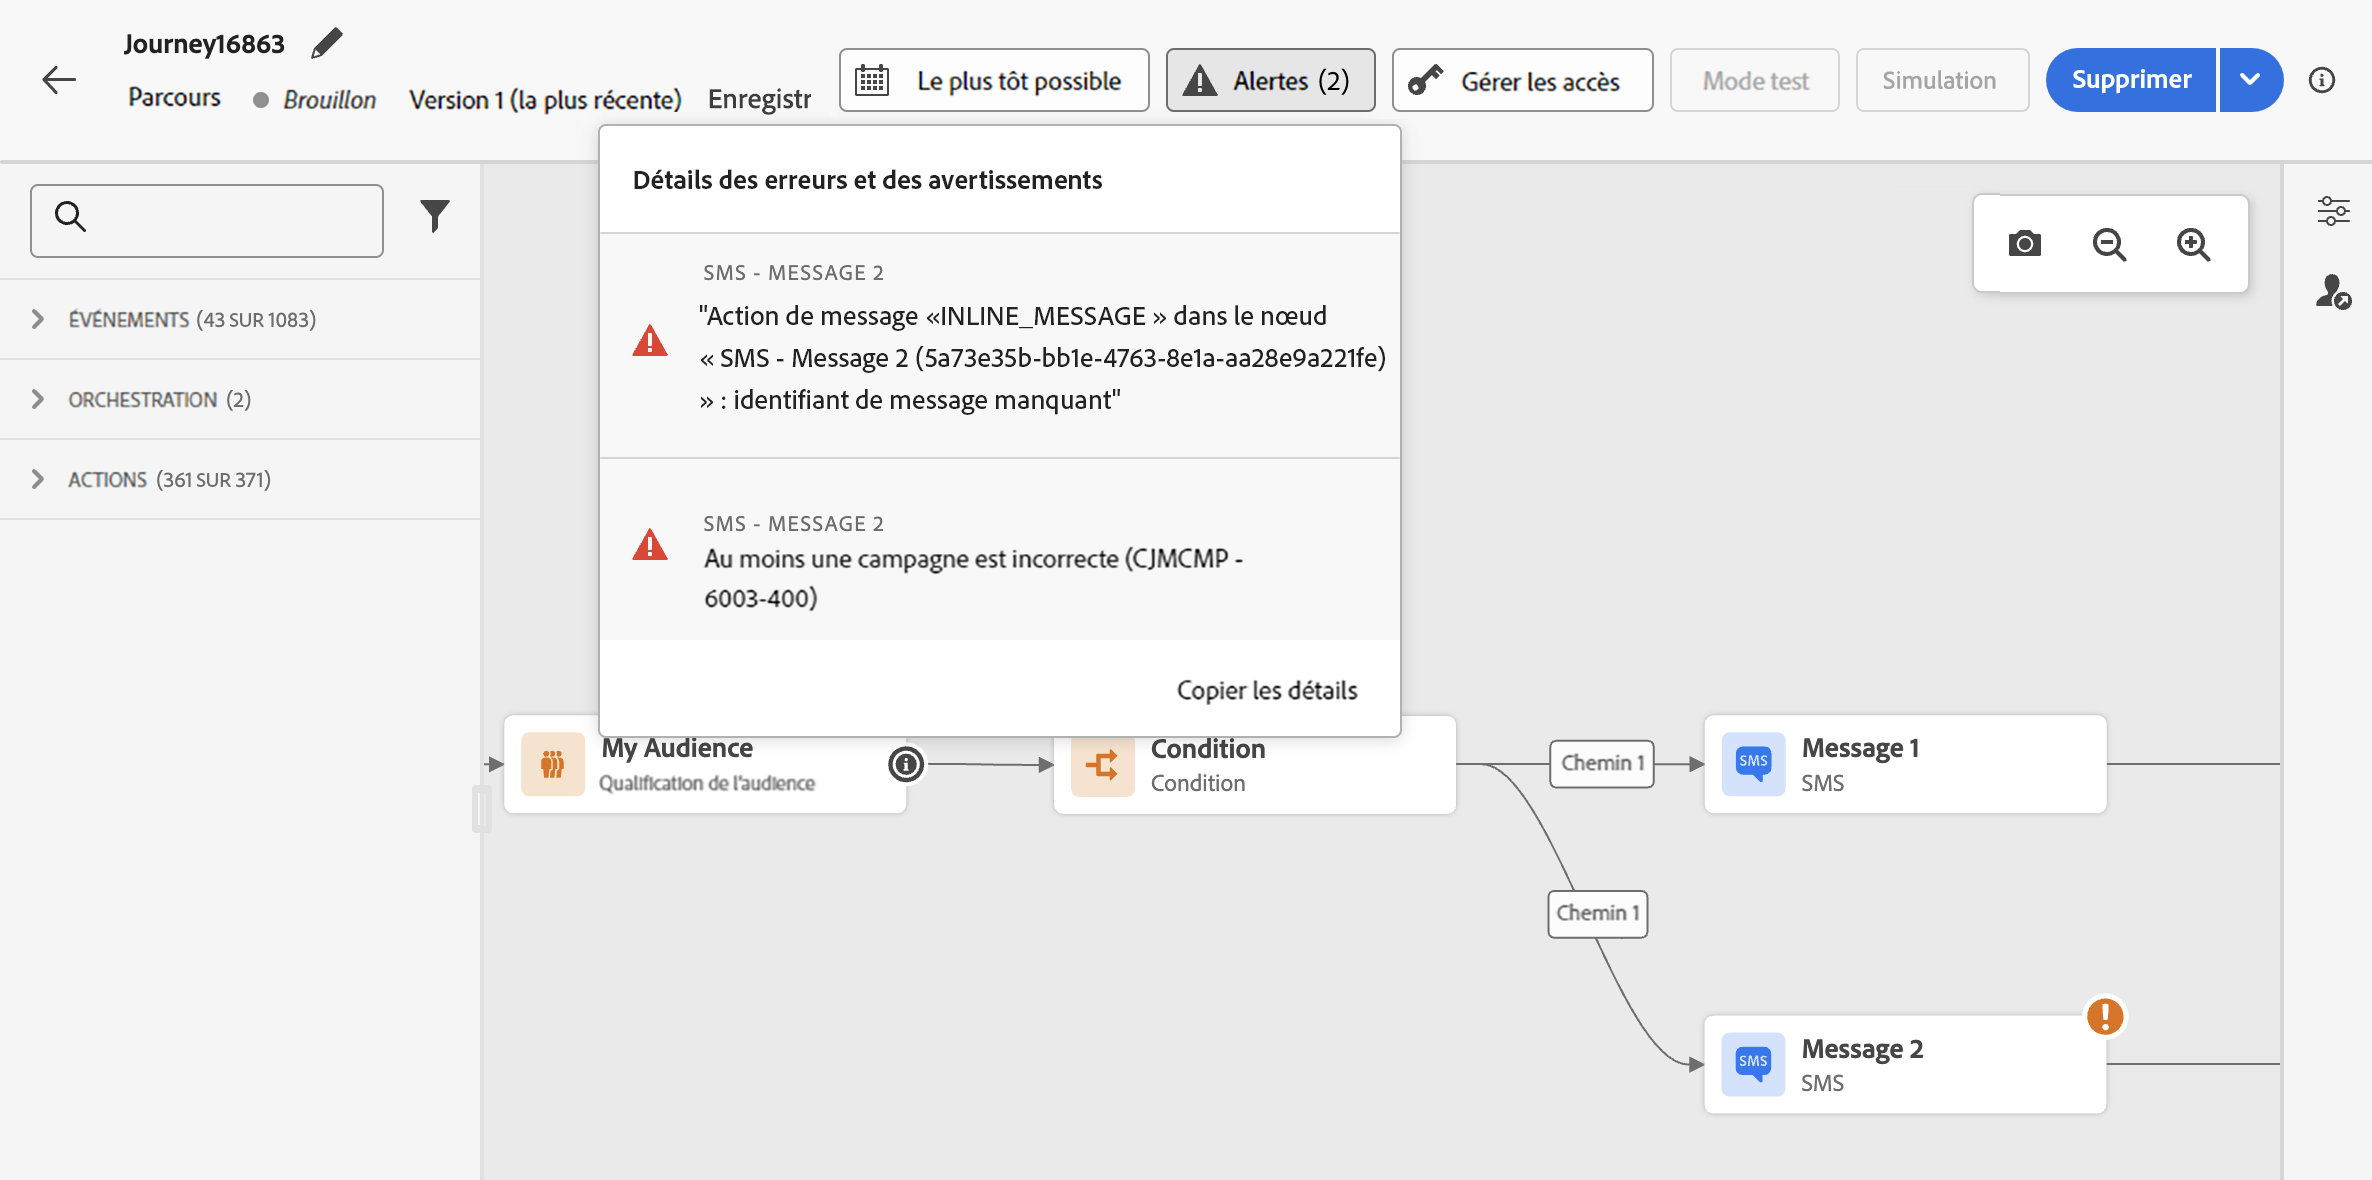 Journey16863
Parcours
Brouillon
Version 1 (la plus récente)
Enregistr
Le plus tôt possible
Alertes (2)
Gérer les accès
Mode test
Simulation
Supprimer
ÉVÉNEMENTS (43 SUR 1083)
ORCHESTRATION (2)
ACTIONS (361 SUR 371)
Détails des erreurs et des avertissements
SMS - MESSAGE 2
"Action de message «INLINE_MESSAGE » dans le nœud
« SMS - Message 2 (5a73e35b-bb1e-4763-8e1a-aa28e9a221fe)
» : identifiant de message manquant"
SMS - MESSAGE 2
Au moins une campagne est incorrecte (CJMCMP -
6003-400)
Copier les détails
My Audience
Qualification de l'audience
Condition
Condition
Chemin 1
SMS
Message 1
SMS
Chemin 1
SMS
Message 2
SMS